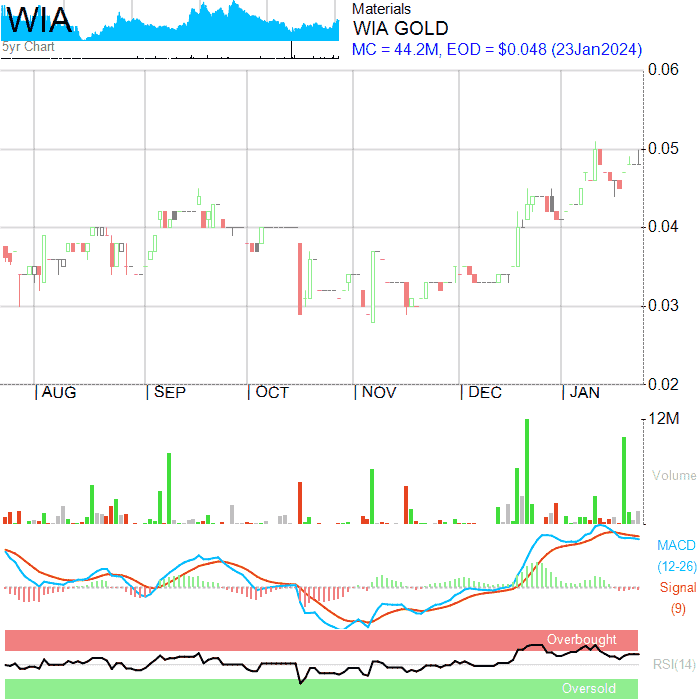 WIA
5yr Chart
Materials
WIA GOLD
MC = 44.2M, EOD = $0.048 (23Jan2024)
0.06
0.05
0.04
0.03
0.02
AUG
SEP
OCT
NOV
DEC
JAN
12M
Volume
MACD
(12-26)
Signal
(9)
Overbought
RSI(14)
Oversold